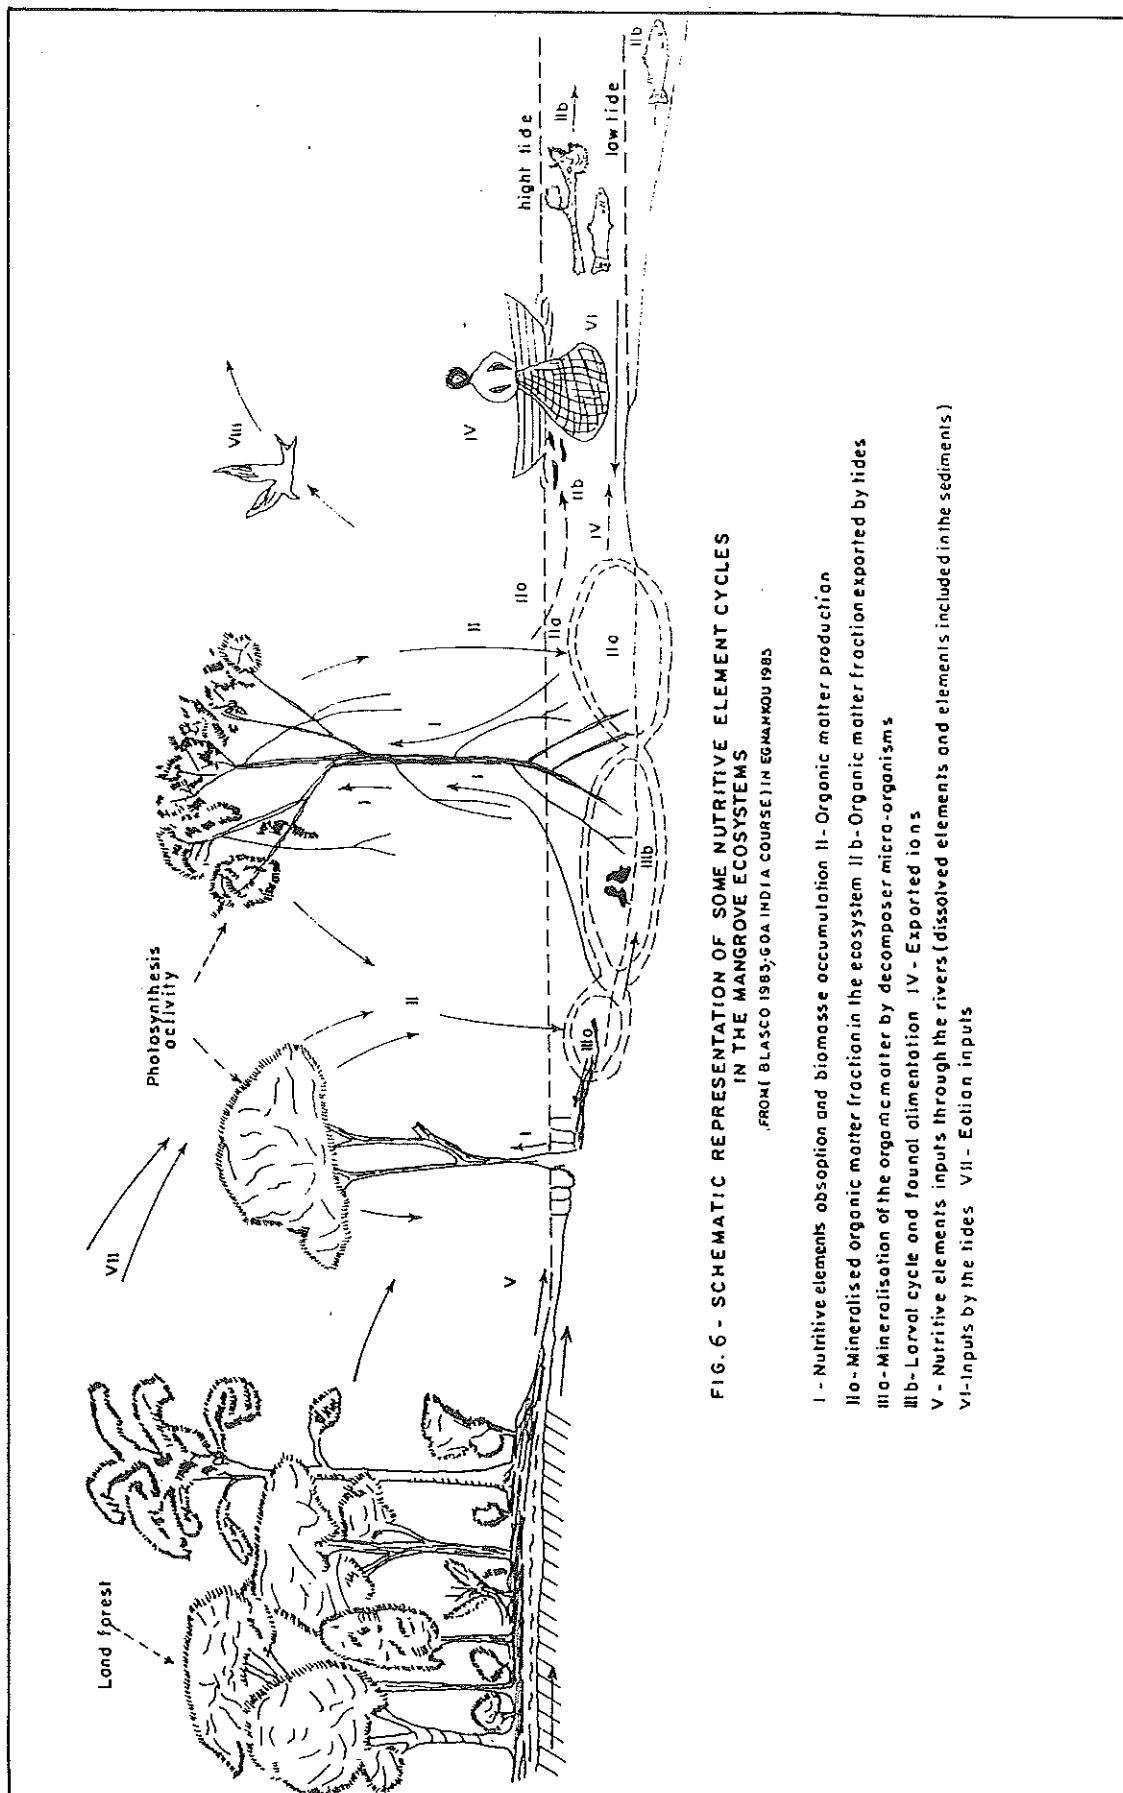 Land forest
VII
Photosynthesis
activity
VIII
V
I
II
IIIa
I
I
II
IIIb
IIa
IIa
IIa
IV
IIb
IV
VI
hight tide
IIb
low tide
IIb
FIG. 6 - SCHEMATIC REPRESENTATION OF SOME NUTRITIVE ELEMENT CYCLES
IN THE MANGROVE ECOSYSTEMS
FROM( BLASCO 1985,GOA INDIA COURSE) IN EGNANKOU 1985
I - Nutritive elements obsoption and biomasse accumulation II - Organic matter production
IIa - Mineralised organic matter fraction in the ecosystem II b - Organic matter fraction exported by tides
IIIa - Mineralisation of the organic matter by decomposer micro-organisms
IIIb - Larval cycle and founal alimentation IV - Exported ions
V - Nutritive elements inputs through the rivers (dissolved elements and elements included in the sediments)
VI - Inputs by the tides VII - Eolian inputs